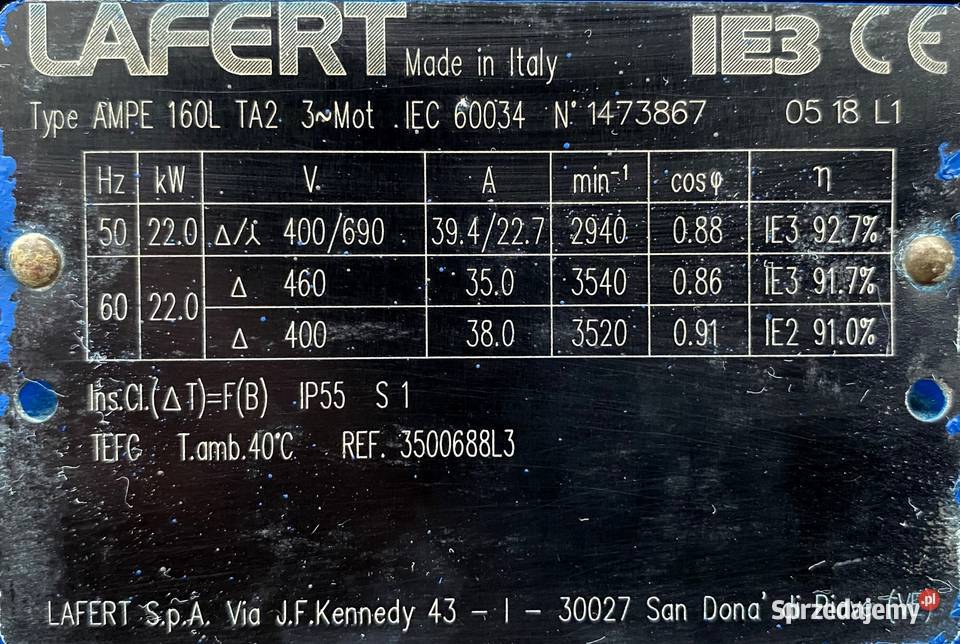 LAFERT Made in Italy IE3 CE
Type AMPE 160L TA2 3~Mot .IEC 60034 N° 1473867 05 18 L1
Hz kW V. A min⁻¹ cosφ η
50 22.0 Δ/⅄ 400/690 39.4/22.7 2940 0.88 IE3 92.7%
60 22.0 Δ 460 35.0 3540 0.86 IE3 91.7%
Δ 400 38.0 3520 0.91 IE2 91.0%
Ins.Cl.(ΔT)=F(B) IP55 S 1
TEFC T.amb.40°C REF. 3500688L3
LAFERT S.p.A. Via J.F.Kennedy 43 - I - 30027 San Dona'
Sprzedajemy.pl